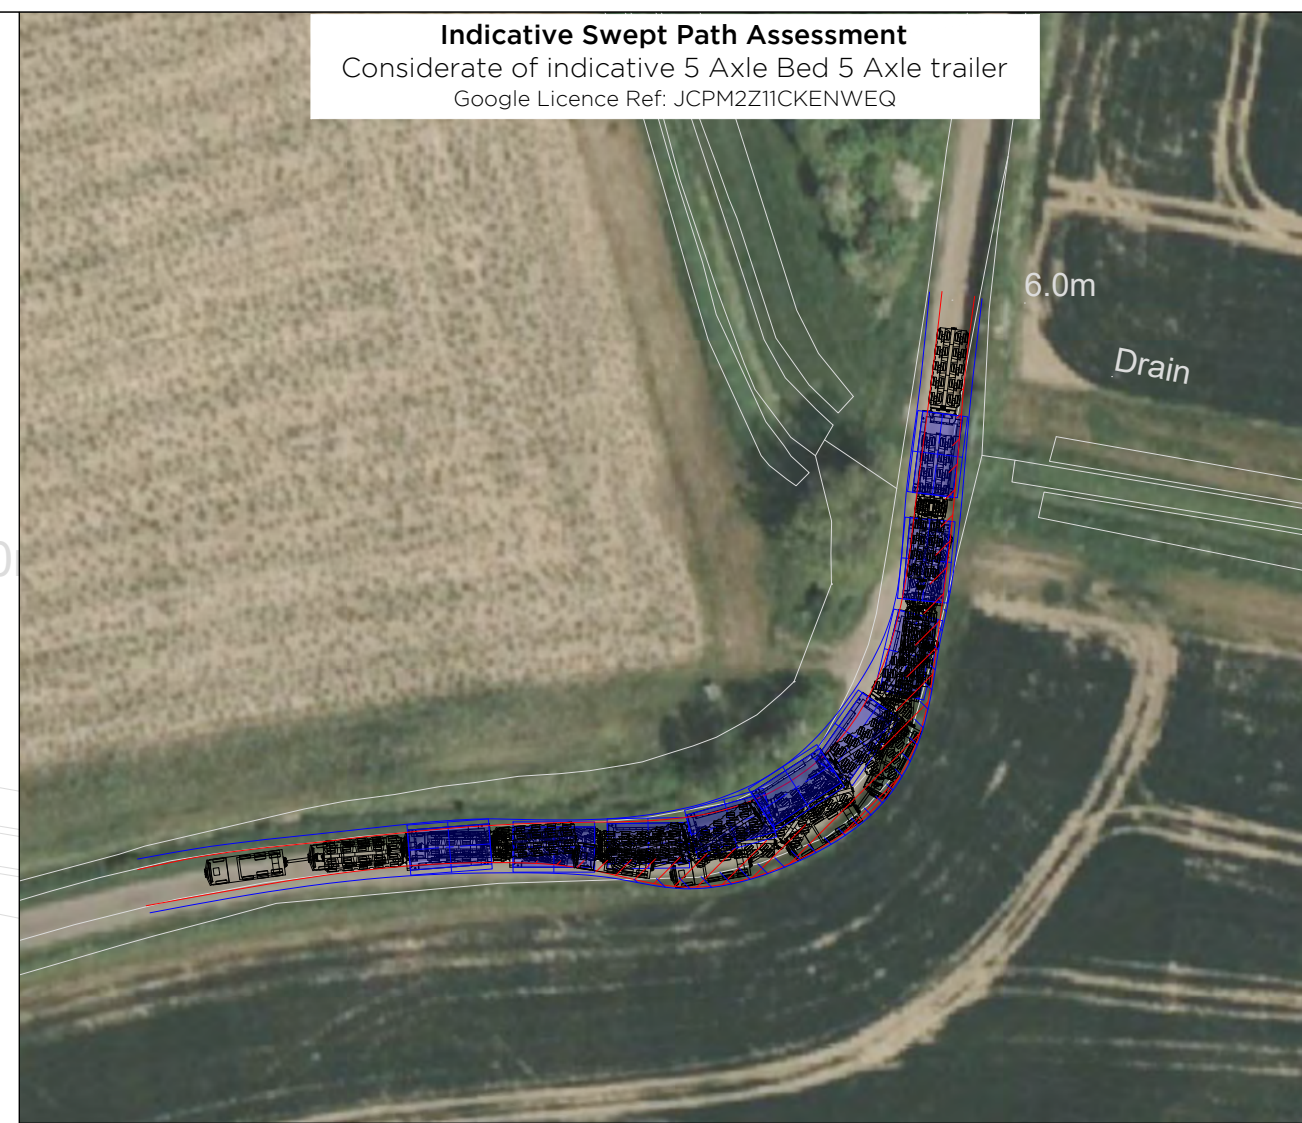 Indicative Swept Path Assessment
Considerate of indicative 5 Axle Bed 5 Axle trailer
Google Licence Ref: JCPM2Z11CKENWEQ
6.0m
Drain